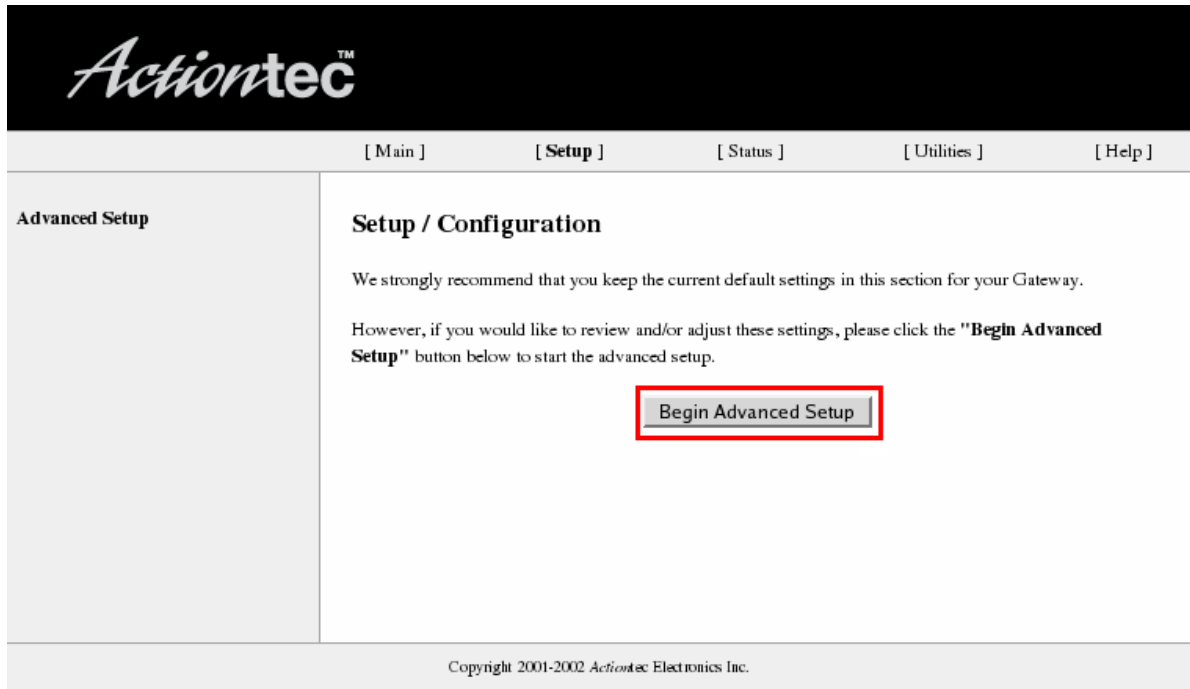 Actiontec™
[ Main ] [ Setup ] [ Status ] [ Utilities ] [ Help ]
Advanced Setup
Setup / Configuration
We strongly recommend that you keep the current default settings in this section for your Gateway.
However, if you would like to review and/or adjust these settings, please click the "Begin Advanced
Setup" button below to start the advanced setup.
Begin Advanced Setup
Copyright 2001-2002 Actiontec Electronics Inc.